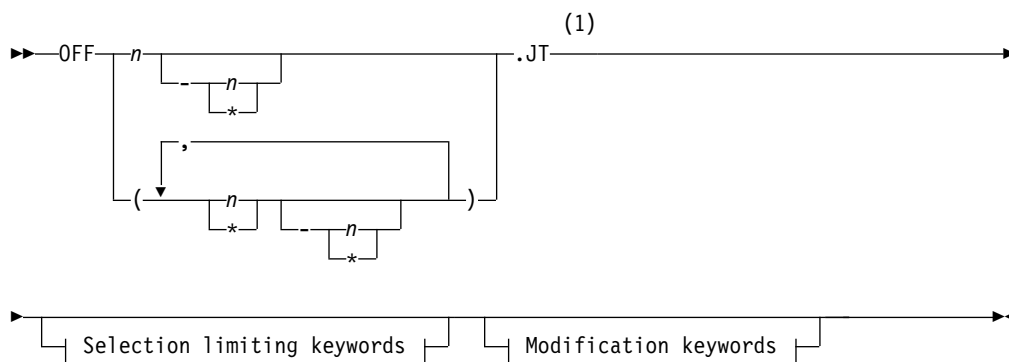 (1)
OFF n .JT
- n
*
,
( n )
* - n
*
Selection limiting keywords Modification keywords